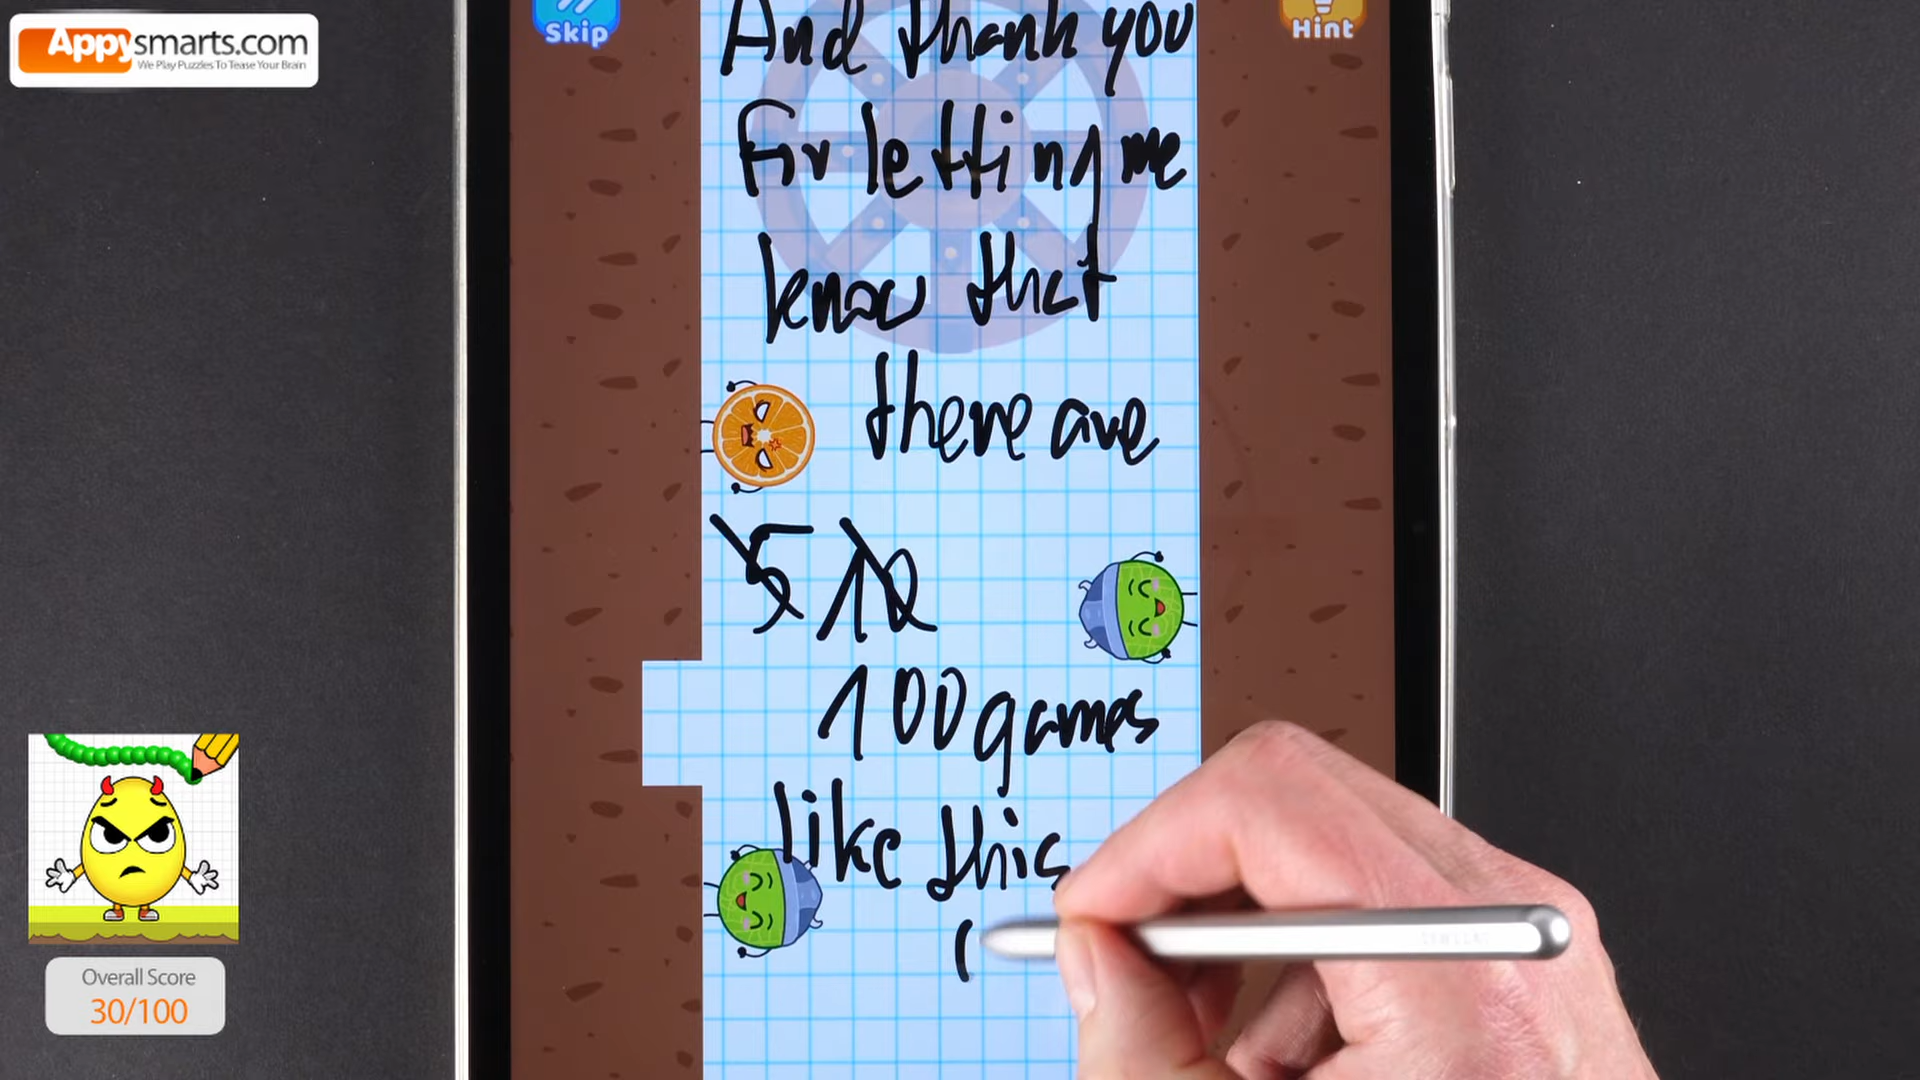 Appysmarts.com
We Play Puzzles To Tease Your Brain
Skip
Hint
And thank you
for letting me
know that
there are
5 10
100 games
like this
Overall Score
30/100